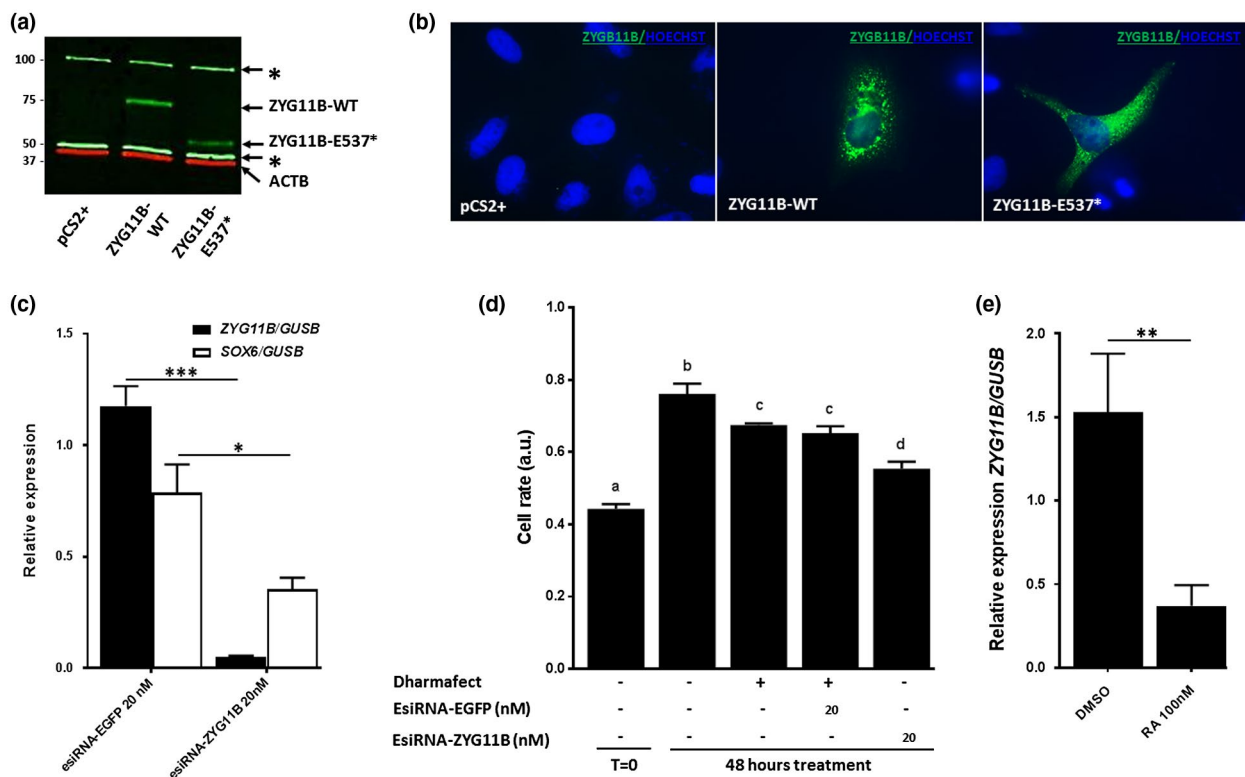 (a)
100
75
50
37
*
ZYG11B-WT
ZYG11B-E537*
*
ACTB
pCS2+
ZYG11B-
WT
ZYG11B-
E537*
(b)
ZYGB11B/HOECHST
pCS2+
ZYGB11B/HOECHST
ZYG11B-WT
ZYGB11B/HOECHST
ZYG11B-E537*
(c)
ZYG11B/GUSB
SOX6/GUSB
Relative expression
1.5
1.0
0.5
0.0
***
*
esiRNA-EGFP 20 nM
esiRNA-ZYG11B 20nM
(d)
Cell rate (a.u.)
1.0
0.8
0.6
0.4
0.2
0.0
a
b
c
c
d
Dharmafect - - + + -
EsiRNA-EGFP (nM) - - - 20 -
EsiRNA-ZYG11B (nM) - - - - 20
T=0 48 hours treatment
(e)
Relative expression ZYG11B/GUSB
2.0
1.5
1.0
0.5
0.0
**
DMSO
RA 100nM